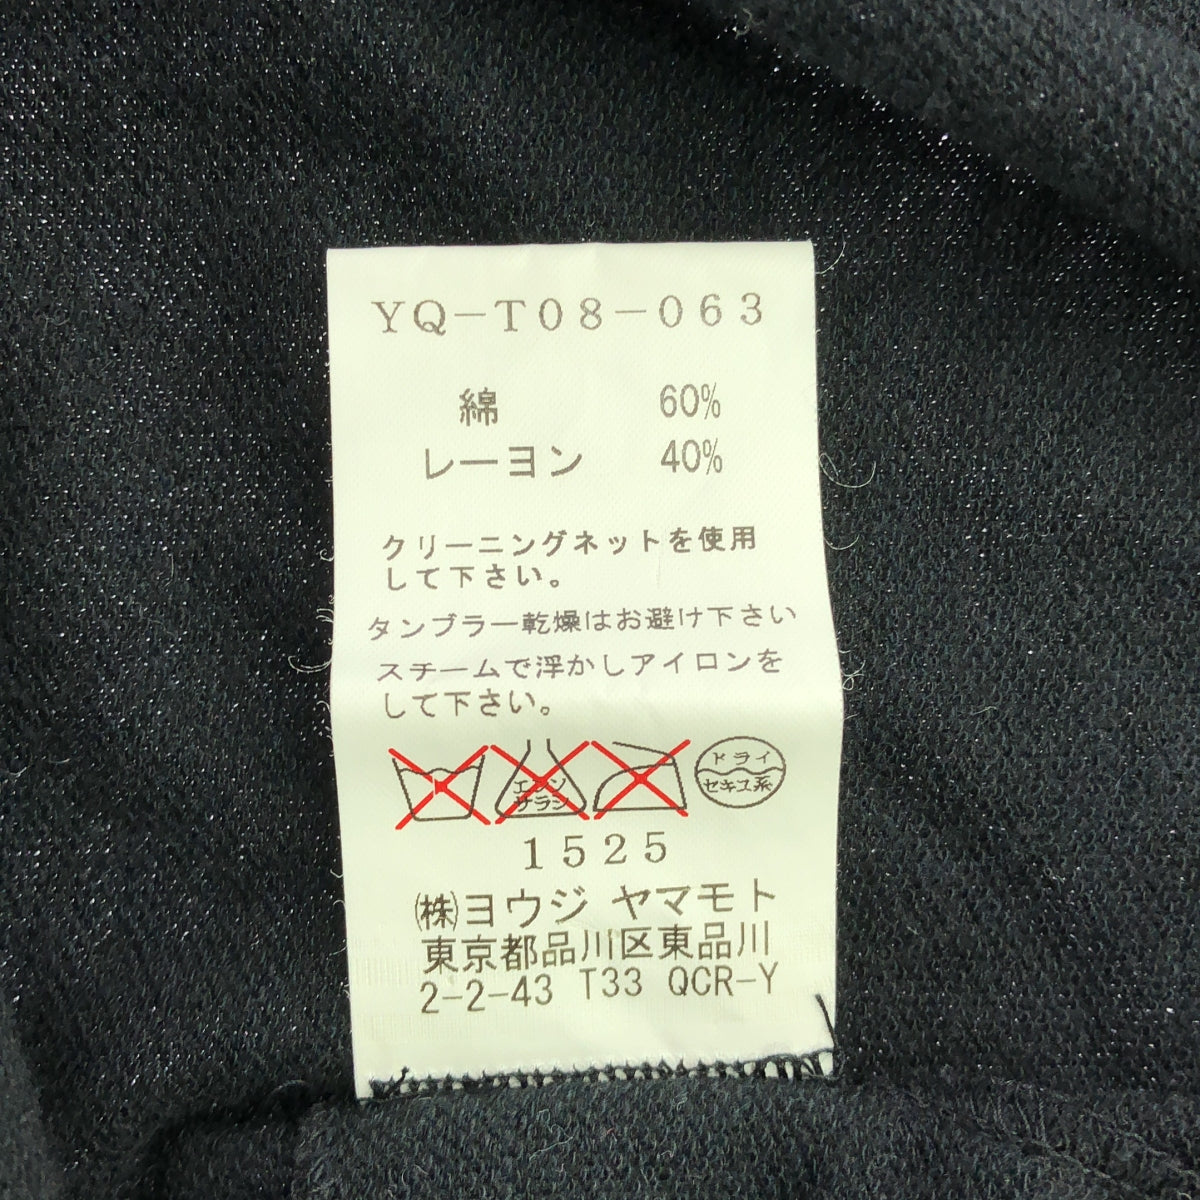 YQ-T08-063
綿 60%
レーヨン 40%
クリーニングネットを使用
して下さい。
タンブラー乾燥はお避け下さい
スチームで浮かしアイロンを
して下さい。
エンソ
サラシ
ドライ
セキユ系
1525
㈱ヨウジ ヤマモト
東京都品川区東品川
2-2-43 T33 QCR-Y